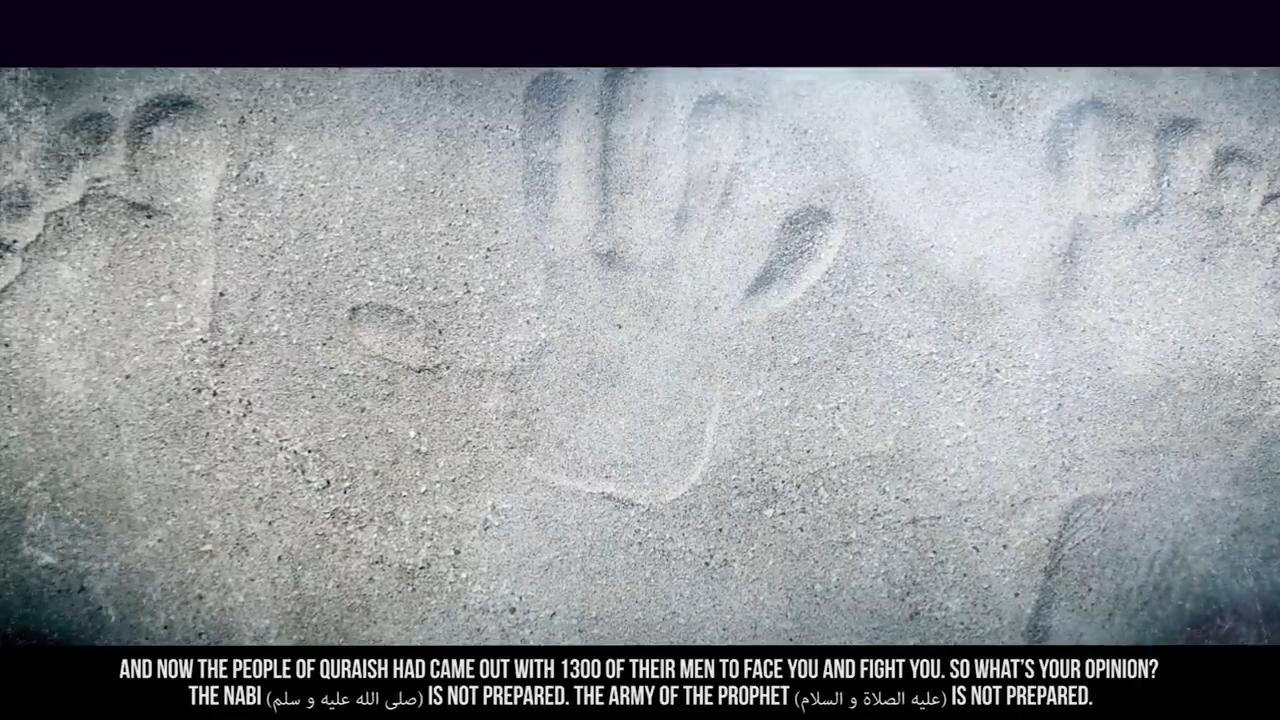 AND NOW THE PEOPLE OF QURAISH HAD CAME OUT WITH 1300 OF THEIR MEN TO FACE YOU AND FIGHT YOU. SO WHAT'S YOUR OPINION?
THE NABI (صلى الله عليه و سلم) IS NOT PREPARED. THE ARMY OF THE PROPHET (عليه الصلاة و السلام) IS NOT PREPARED.